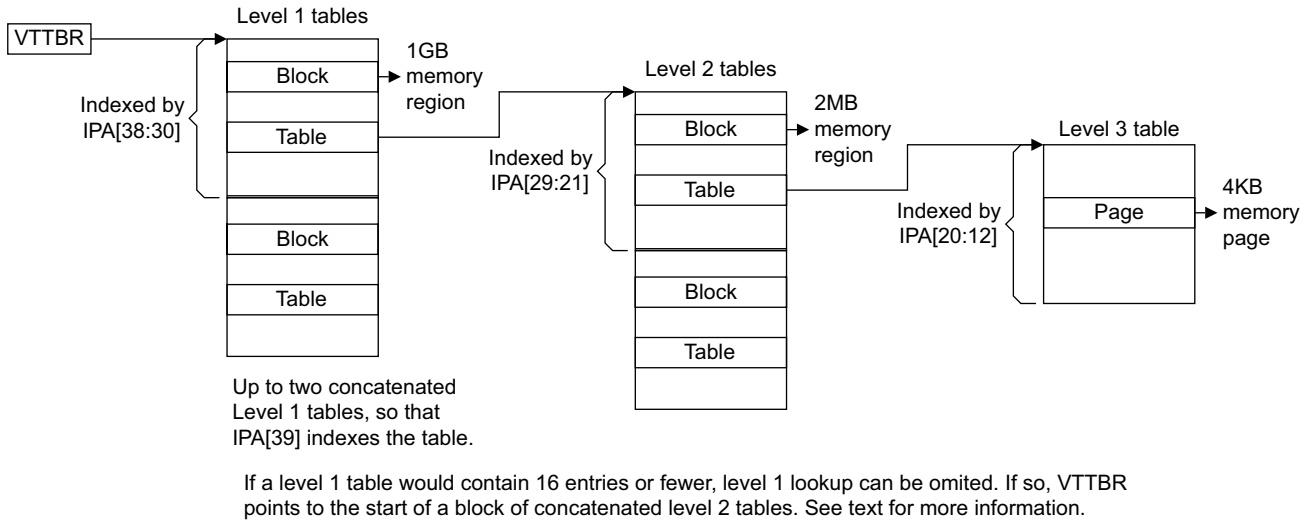 Level 1 tables
VTTBR
Block
1GB
memory
region
Indexed by
IPA[38:30]
Table
Block
Table
Level 2 tables
Block
2MB
memory
region
Indexed by
IPA[29:21]
Table
Block
Table
Level 3 table
Indexed by
IPA[20:12]
Page
4KB
memory
page
Up to two concatenated
Level 1 tables, so that
IPA[39] indexes the table.
If a level 1 table would contain 16 entries or fewer, level 1 lookup can be omited. If so, VTTBR
points to the start of a block of concatenated level 2 tables. See text for more information.